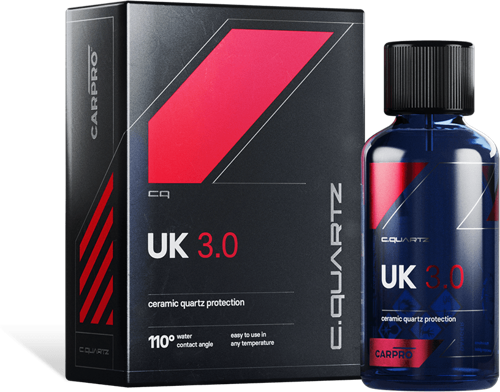 CARPRO
cq
UK 3.0
ceramic quartz protection
110° water
contact angle
easy to use in
any temperature
C.QUARTZ
C.QUARTZ
UK 3.0
ceramic quartz protection
CARPRO